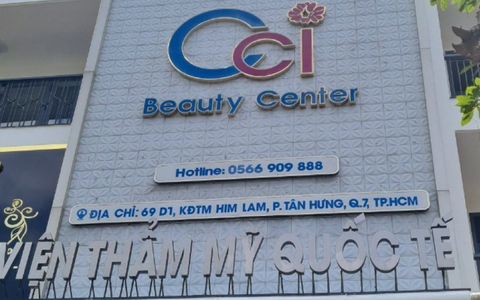 CCI
Beauty Center
Hotline: 0566 909 888
ĐỊA CHỈ: 69 D1, KĐTM HIM LAM, P. TÂN HƯNG, Q.7, TP.HCM
VIỆN THẨM MỸ QUỐC TẾ